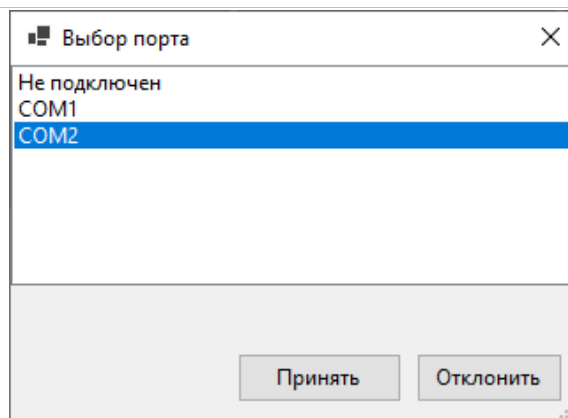 Выбор порта
Не подключен
COM1
COM2
Принять Отклонить